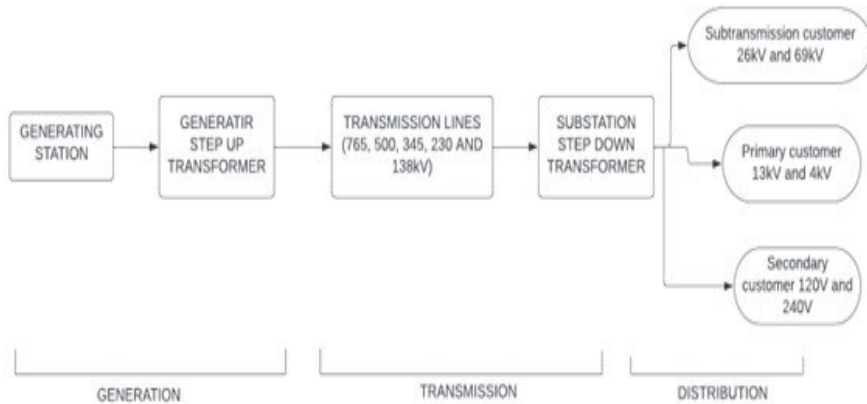 Subtransmission customer
26kV and 69kV
GENERATING
STATION
GENERATIR
STEP UP
TRANSFORMER
TRANSMISSION LINES
(765, 500, 345, 230 AND
138kV)
SUBSTATION
STEP DOWN
TRANSFORMER
Primary customer
13kV and 4kV
Secondary
customer 120V and
240V
GENERATION
TRANSMISSION
DISTRIBUTION